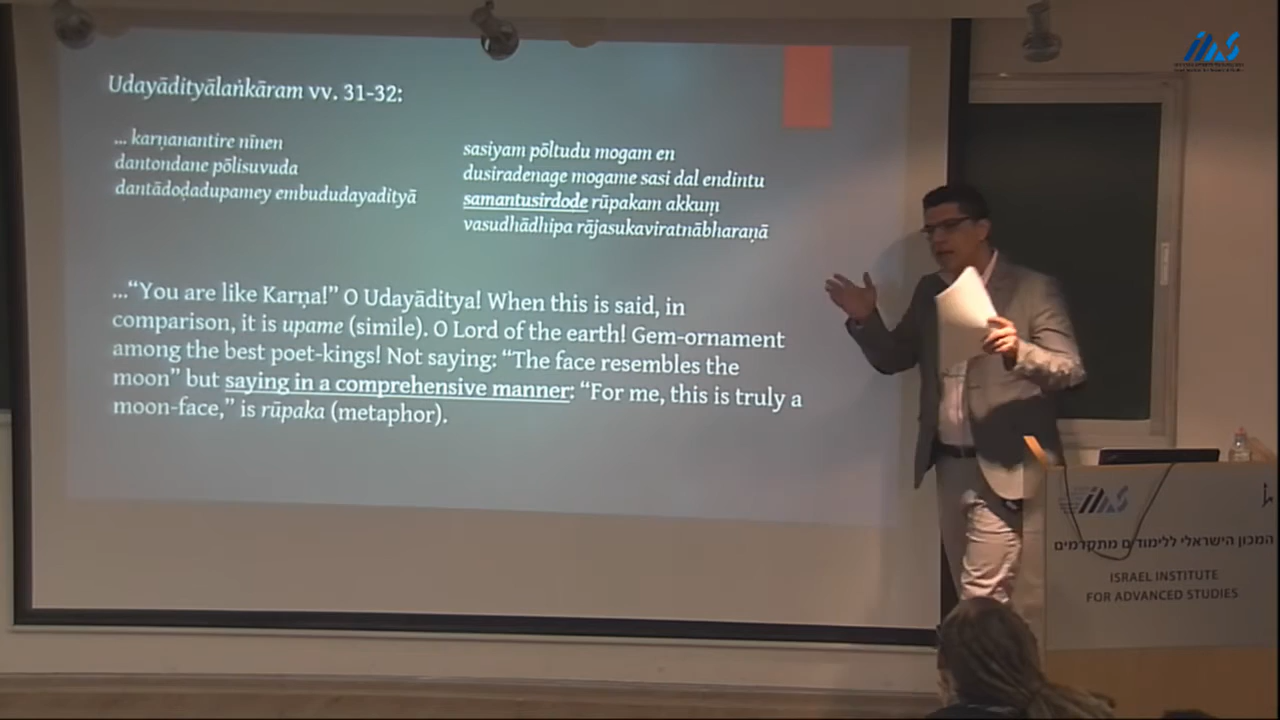 Udayādityālaṅkāram vv. 31-32:
... karṇanantire nīnen
dantondane pōlisuvuda
dantādoḍadupamey embududayadityā
sasiyam pōltudu mogam en
dusiradenage mogame sasi dal endintu
samantusirdoḍe rūpakam akkuṃ
vasudhādhipa rājasukaviratnābharaṇā
..."You are like Karṇa!" O Udayāditya! When this is said, in
comparison, it is upame (simile). O Lord of the earth! Gem-ornament
among the best poet-kings! Not saying: "The face resembles the
moon" but saying in a comprehensive manner: "For me, this is truly a
moon-face," is rūpaka (metaphor).
המכון הישראלי ללימודים מתקדמים
ISRAEL INSTITUTE
FOR ADVANCED STUDIES